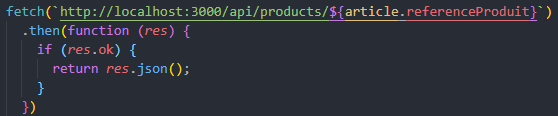 fetch(`http://localhost:3000/api/products/${article.referenceProduit}`)
  .then(function (res) {
    if (res.ok) {
      return res.json();
    }
  })